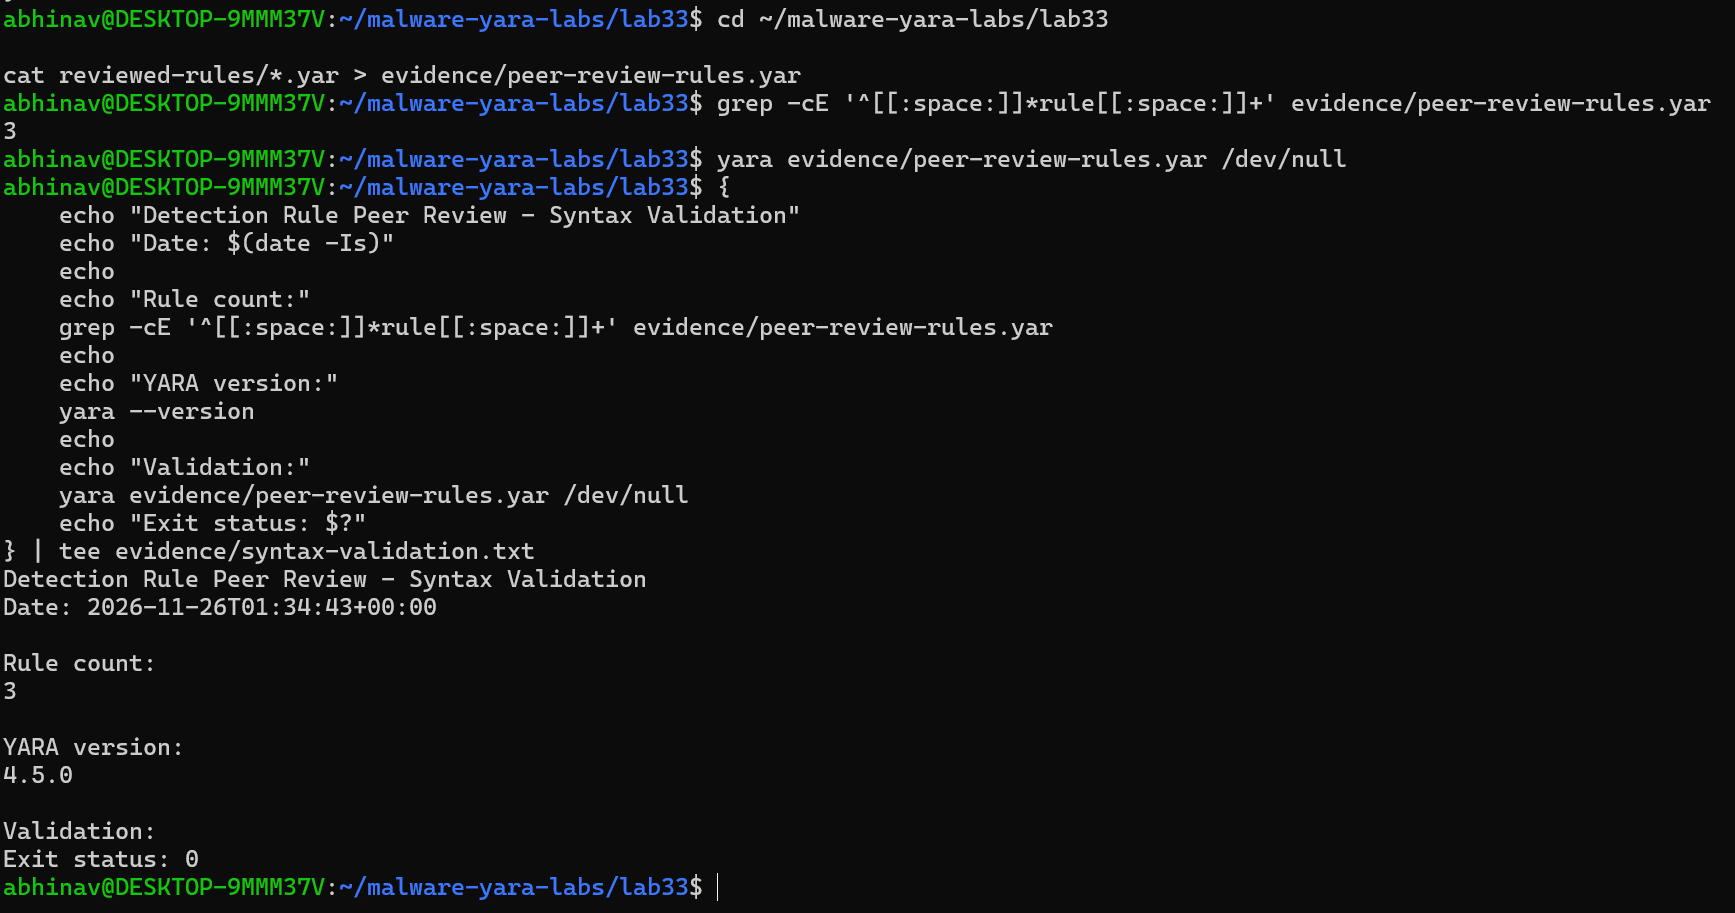 abhinav@DESKTOP-9MMM37V:~/malware-yara-labs/lab33$ cd ~/malware-yara-labs/lab33

cat reviewed-rules/*.yar > evidence/peer-review-rules.yar
abhinav@DESKTOP-9MMM37V:~/malware-yara-labs/lab33$ grep -cE '^[[:space:]]*rule[[:space:]]+' evidence/peer-review-rules.yar
3
abhinav@DESKTOP-9MMM37V:~/malware-yara-labs/lab33$ yara evidence/peer-review-rules.yar /dev/null
abhinav@DESKTOP-9MMM37V:~/malware-yara-labs/lab33$ {
    echo "Detection Rule Peer Review - Syntax Validation"
    echo "Date: $(date -Is)"
    echo
    echo "Rule count:"
    grep -cE '^[[:space:]]*rule[[:space:]]+' evidence/peer-review-rules.yar
    echo
    echo "YARA version:"
    yara --version
    echo
    echo "Validation:"
    yara evidence/peer-review-rules.yar /dev/null
    echo "Exit status: $?"
} | tee evidence/syntax-validation.txt
Detection Rule Peer Review - Syntax Validation
Date: 2026-11-26T01:34:43+00:00

Rule count:
3

YARA version:
4.5.0

Validation:
Exit status: 0
abhinav@DESKTOP-9MMM37V:~/malware-yara-labs/lab33$